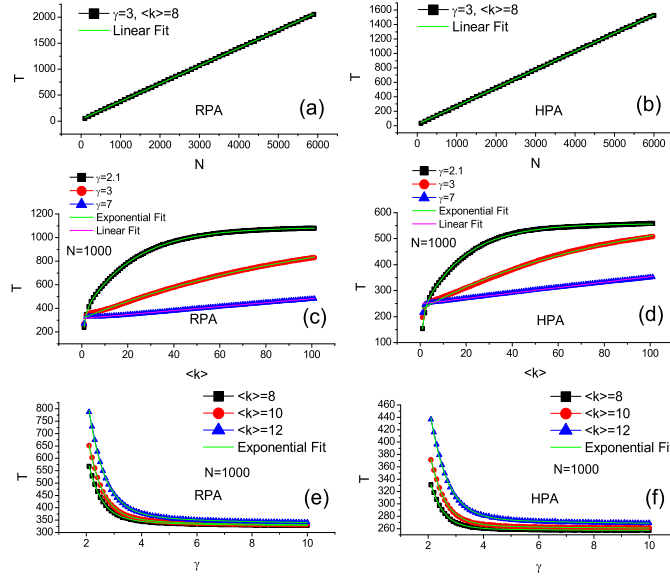 γ=3, <k>=8
Linear Fit
2000
1500
1000
500
0
T
RPA
(a)
0 1000 2000 3000 4000 5000 6000
N
γ=3, <k>=8
Linear Fit
1600
1400
1200
1000
800
600
400
200
0
T
HPA
(b)
0 1000 2000 3000 4000 5000 6000
N
γ=2.1
γ=3
γ=7
Exponential Fit
Linear Fit
N=1000
1200
1000
800
600
400
200
T
(c)
RPA
0 20 40 60 80 100
<k>
γ=2.1
γ=3
γ=7
Exponential Fit
Linear Fit
N=1000
600
500
400
300
200
100
T
(d)
HPA
0 20 40 60 80 100
<k>
<k>=8
<k>=10
<k>=12
Exponential Fit
N=1000
800
750
700
650
600
550
500
450
400
350
300
T
RPA
(e)
2 4 6 8 10
γ
<k>=8
<k>=10
<k>=12
Exponential Fit
N=1000
460
440
420
400
380
360
340
320
300
280
260
T
HPA
(f)
0 2 4 6 8 10
γ